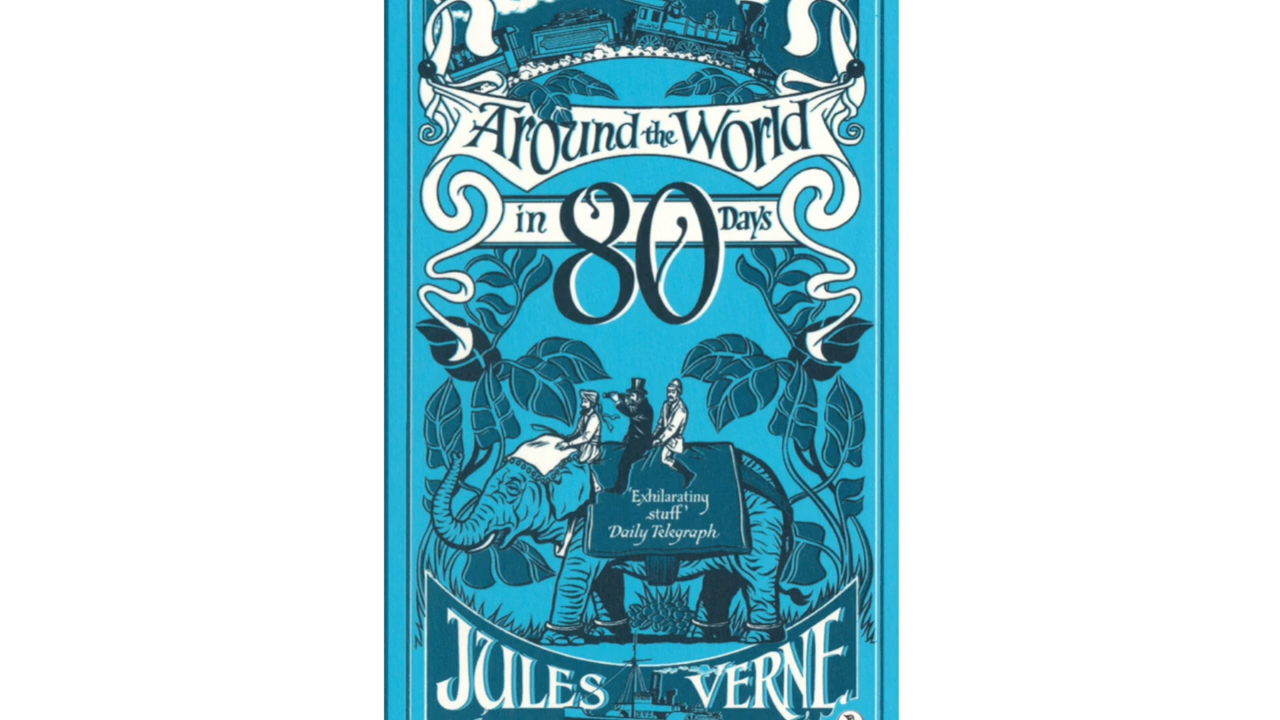 Around the World
in 80 Days
'Exhilarating
stuff'
Daily Telegraph
JULES VERNE